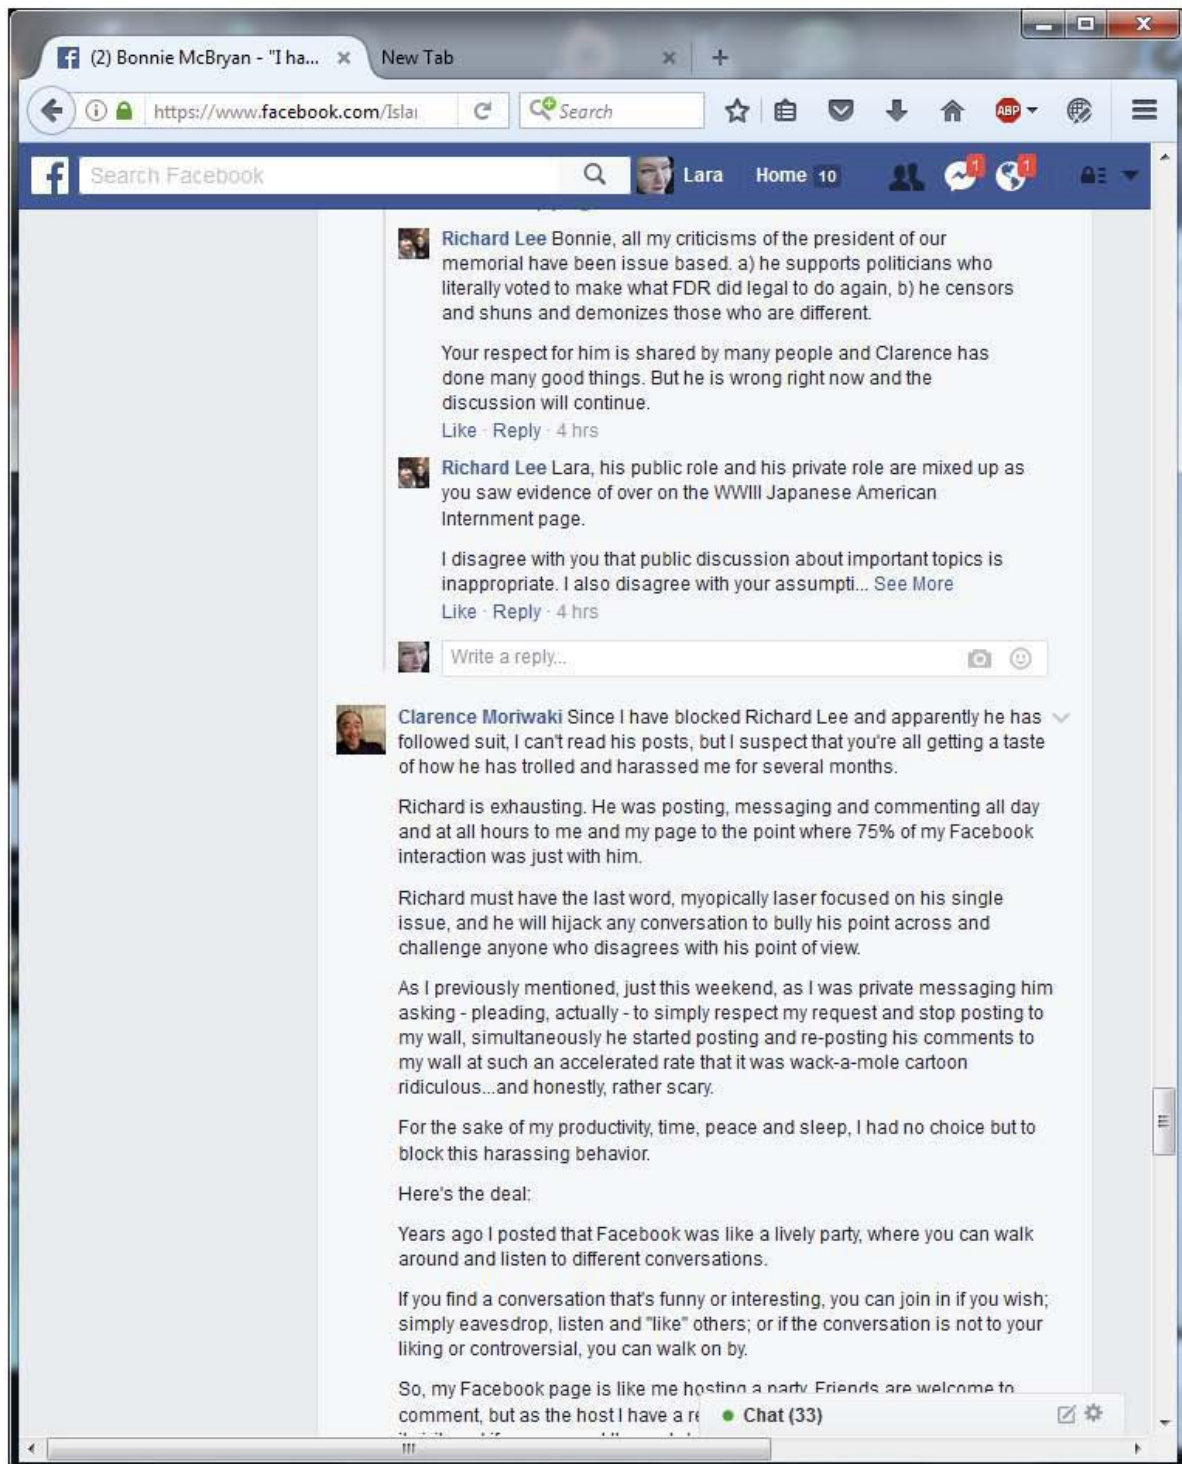 (2) Bonnie McBryan - "I ha...
New Tab
https://www.facebook.com/Islar
Search
ABP
Search Facebook
Lara
Home 10
1
1
Richard Lee Bonnie, all my criticisms of the president of our
memorial have been issue based. a) he supports politicians who
literally voted to make what FDR did legal to do again, b) he censors
and shuns and demonizes those who are different.
Your respect for him is shared by many people and Clarence has
done many good things. But he is wrong right now and the
discussion will continue.
Like · Reply · 4 hrs
Richard Lee Lara, his public role and his private role are mixed up as
you saw evidence of over on the WWIII Japanese American
Internment page.
I disagree with you that public discussion about important topics is
inappropriate. I also disagree with your assumpti... See More
Like · Reply · 4 hrs
Write a reply...
Clarence Moriwaki Since I have blocked Richard Lee and apparently he has
followed suit, I can't read his posts, but I suspect that you're all getting a taste
of how he has trolled and harassed me for several months.
Richard is exhausting. He was posting, messaging and commenting all day
and at all hours to me and my page to the point where 75% of my Facebook
interaction was just with him.
Richard must have the last word, myopically laser focused on his single
issue, and he will hijack any conversation to bully his point across and
challenge anyone who disagrees with his point of view.
As I previously mentioned, just this weekend, as I was private messaging him
asking - pleading, actually - to simply respect my request and stop posting to
my wall, simultaneously he started posting and re-posting his comments to
my wall at such an accelerated rate that it was wack-a-mole cartoon
ridiculous...and honestly, rather scary.
For the sake of my productivity, time, peace and sleep, I had no choice but to
block this harassing behavior.
Here's the deal:
Years ago I posted that Facebook was like a lively party, where you can walk
around and listen to different conversations.
If you find a conversation that's funny or interesting, you can join in if you wish;
simply eavesdrop, listen and "like" others; or if the conversation is not to your
liking or controversial, you can walk on by.
So, my Facebook page is like me hosting a party. Friends are welcome to
comment, but as the host I have a re
Chat (33)